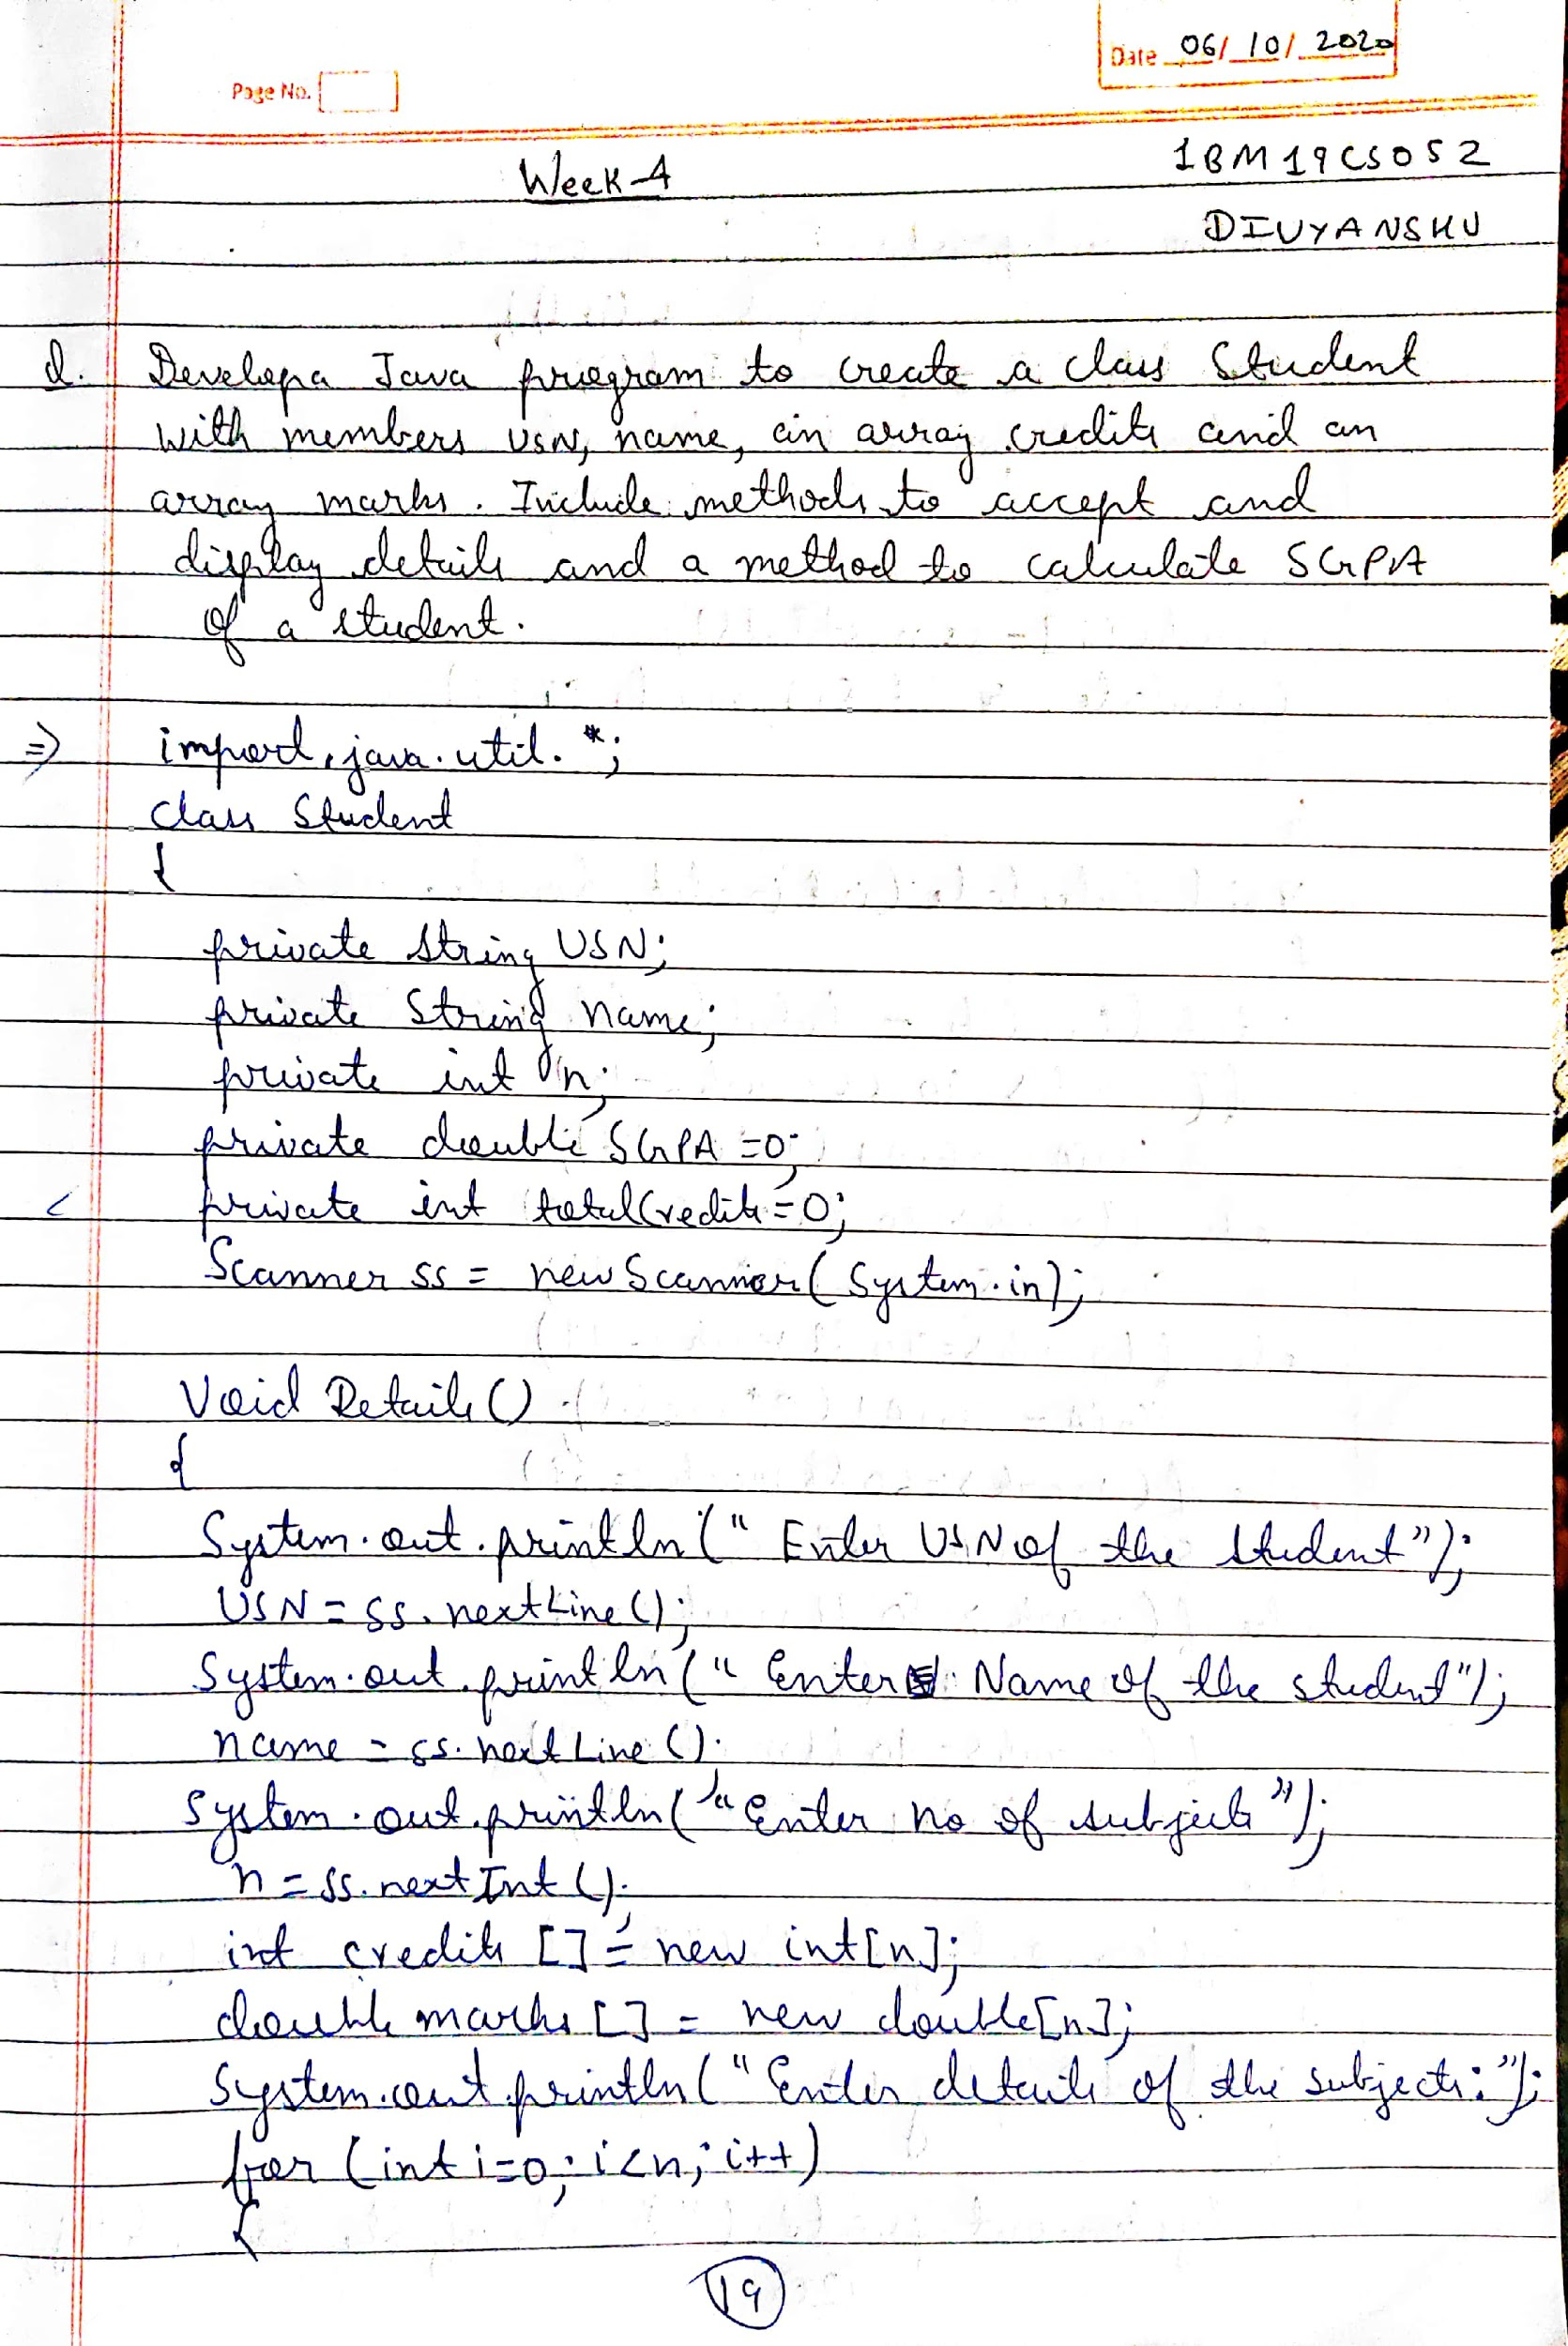 Date 06/10/2020
Page No.
Week-4
1BM19CS052
DIVYANSHU
Q. Develop a Java program to create a class Student
with members USN, name, an array credits and an
array marks. Include methods to accept and
display details and a method to calculate SGPA
of a student.
=> import java.util.*;
class Student
{
private String USN;
private String name;
private int n;
private double SGPA =0;
private int totalCredits=0;
Scanner ss = new Scanner(System.in);
Void Details()
{
System.out.println(" Enter USN of the student");
USN = ss.nextLine();
System.out.println(" Enter Name of the student");
name = ss.nextLine();
System.out.println("Enter no of subjects");
n = ss.nextInt();
int credits [] = new int[n];
double marks [] = new double[n];
System.out.println("Enter details of the subjects:");
for (int i=0; i<n; i++)
{
19